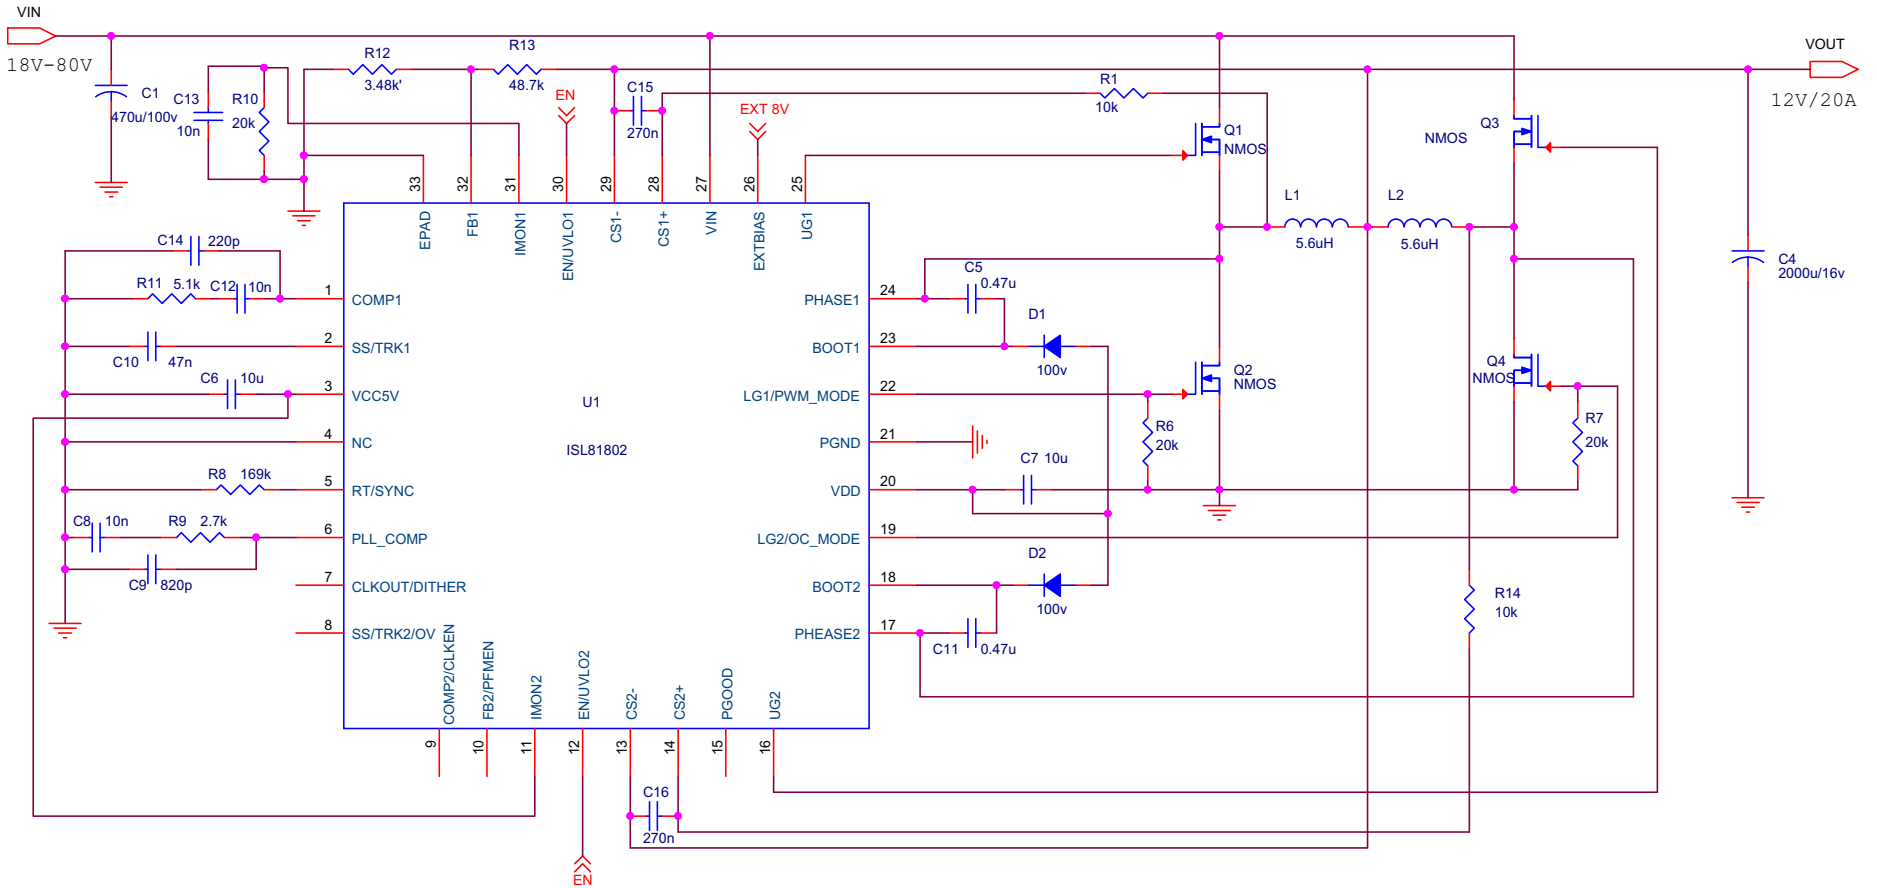 VIN
18V-80V
C1
470u/100v
C13
10n
R10
20k
R12
3.48k'
R13
48.7k
EN
C15
270n
EXT 8V
R1
10k
VOUT
12V/20A
Q1
NMOS
Q3
NMOS
L1
5.6uH
L2
5.6uH
C4
2000u/16v
33
32
31
30
29
28
27
26
25
EPAD
FB1
IMON1
EN/UVLO1
CS1-
CS1+
VIN
EXTBIAS
UG1
C14
220p
R11
5.1k
C12
10n
1
COMP1
C10
47n
2
SS/TRK1
C6
10u
3
VCC5V
4
NC
R8
169k
5
RT/SYNC
C8
10n
R9
2.7k
6
PLL_COMP
C9
820p
7
CLKOUT/DITHER
8
SS/TRK2/OV
U1
ISL81802
PHASE1
24
BOOT1
23
LG1/PWM_MODE
22
PGND
21
VDD
20
LG2/OC_MODE
19
BOOT2
18
PHEASE2
17
C5
0.47u
D1
100v
Q2
NMOS
Q4
NMOS
R6
20k
R7
20k
C7
10u
D2
100v
C11
0.47u
R14
10k
COMP2/CLKEN
FB2/PFMEN
IMON2
EN/UVLO2
CS2-
CS2+
PGOOD
UG2
9
10
11
12
13
14
15
16
C16
270n
EN